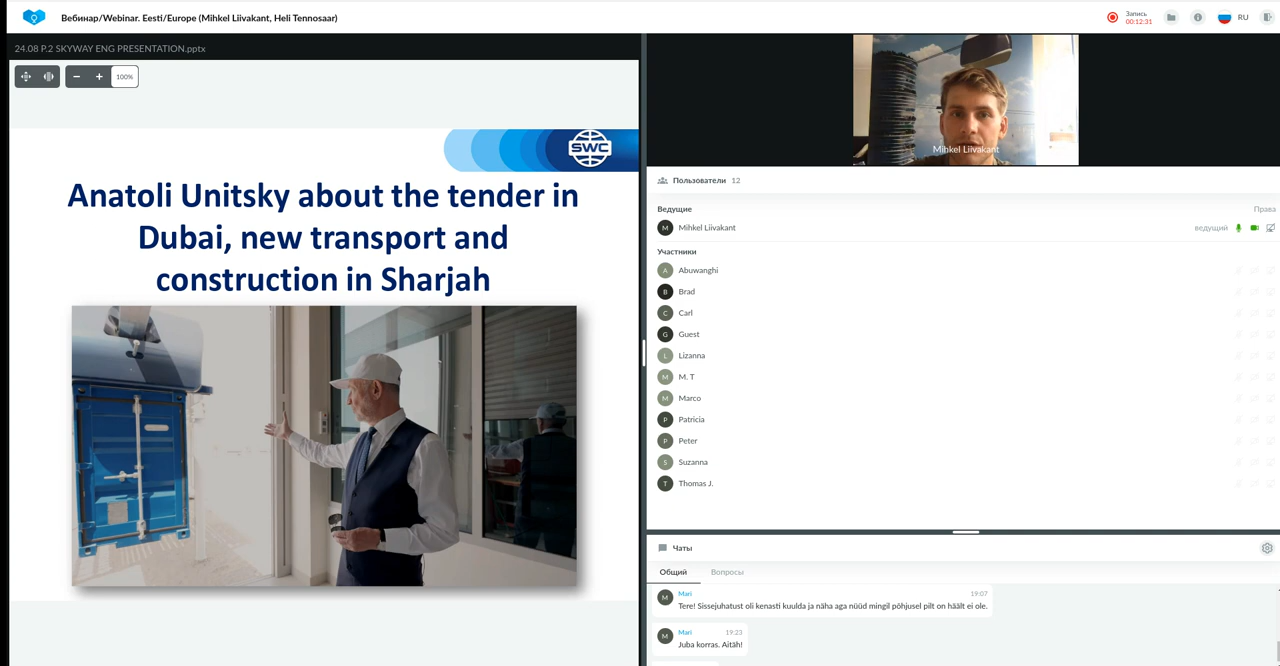 Вебинар/Webinar. Eesti/Europe (Mihkel Liivakant, Heli Tennosaar)
Запись
00:12:31
RU
24.08 P.2 SKYWAY ENG PRESENTATION.pptx
100%
SWC
Anatoli Unitsky about the tender in
Dubai, new transport and
construction in Sharjah
Mihkel Liivakant
Пользователи 12
Ведущие Права
M Mihkel Liivakant ведущий
Участники
A Abuwanghi
B Brad
C Carl
G Guest
L Lizanna
M M. T
M Marco
P Patricia
P Peter
S Suzanna
T Thomas J.
Чаты
Общий Вопросы
M Mari 19:07
Tere! Sissejuhatust oli kenasti kuulda ja näha aga nüüd mingil põhjusel pilt on häält ei ole.
M Mari 19:23
Juba korras. Aitäh!